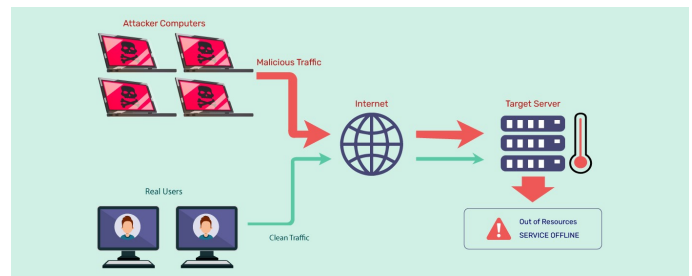 Attacker Computers
Malicious Traffic
Internet
Target Server
Real Users
Clean Traffic
Out of Resources
SERVICE OFFLINE